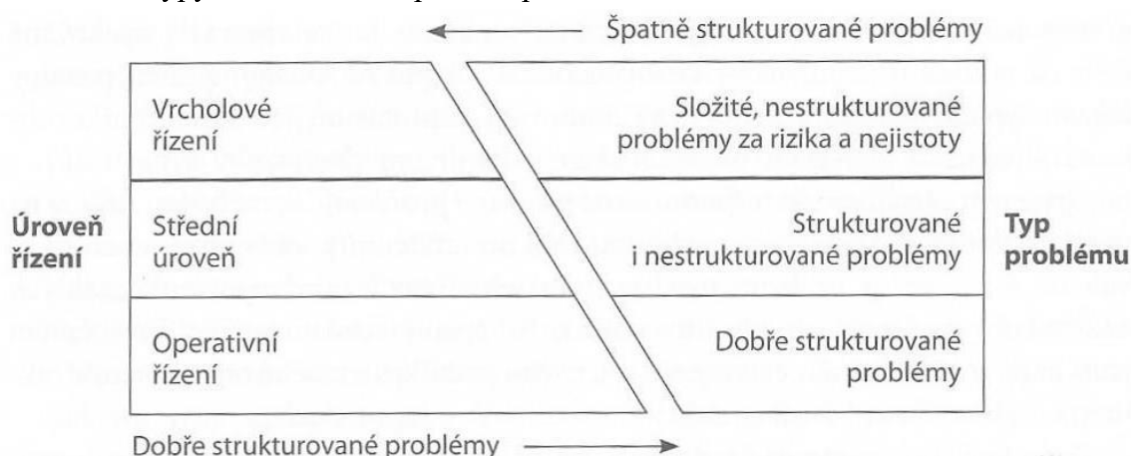 Špatně strukturované problémy
Vrcholové
řízení
Složité, nestrukturované
problémy za rizika a nejistoty
Úroveň
řízení
Střední
úroveň
Strukturované
i nestrukturované problémy
Typ
problému
Operativní
řízení
Dobře strukturované
problémy
Dobře strukturované problémy